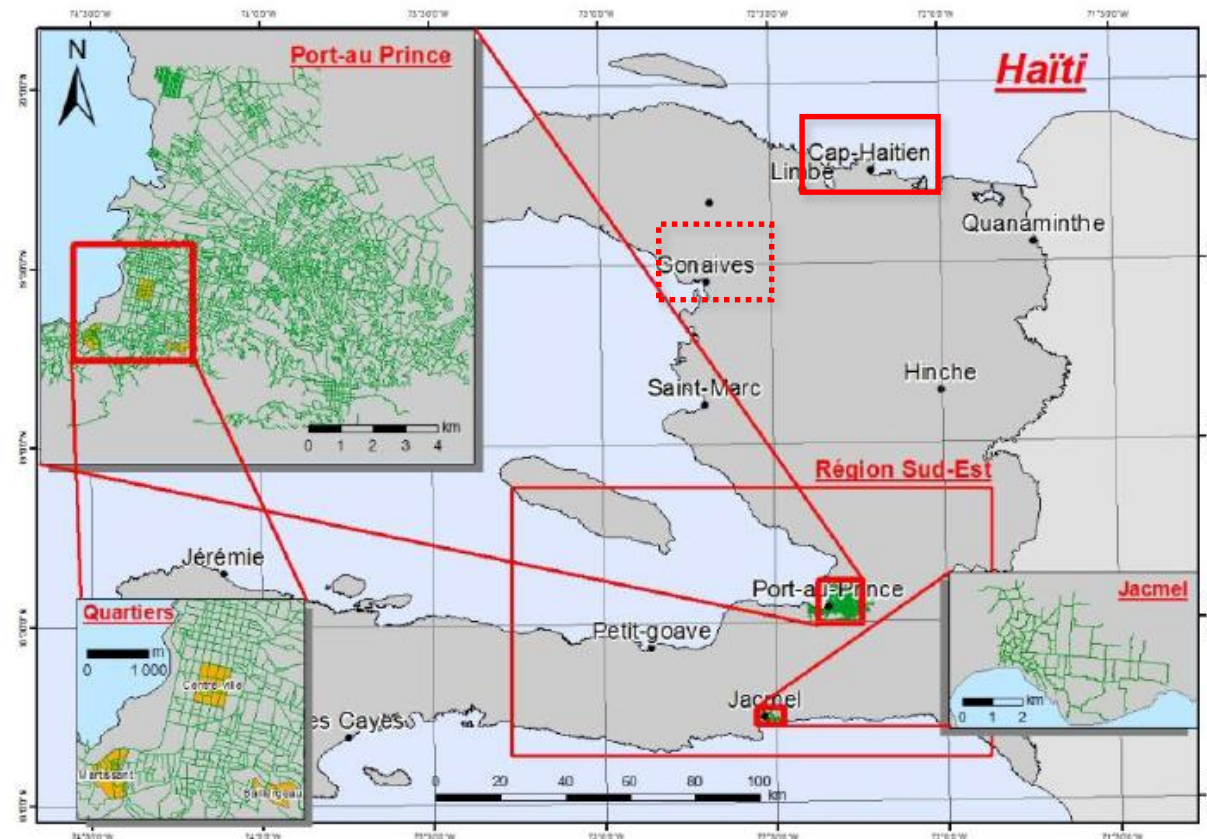 Haïti
Port-au Prince
N
km
0 1 2 3 4
Cap-Haitien
Limbé
Quanaminthe
Gonaives
Hinche
Saint-Marc
Région Sud-Est
Jérémie
Port-au-Prince
Petit-goave
Jacmel
es Cayes
Quartiers
m
0 1 000
Centre-ville
Martissant
Baillergeau
Jacmel
km
0 1 2
0 20 40 60 80 100
km